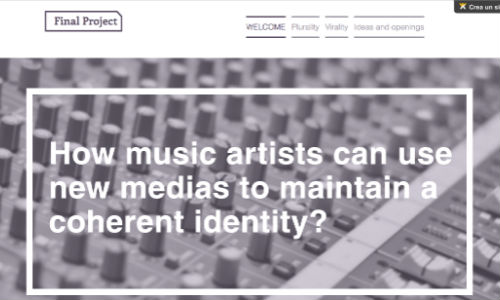 Final Project
WELCOME Plurality Virality Ideas and openings
Crea un si
How music artists can use
new medias to maintain a
coherent identity?